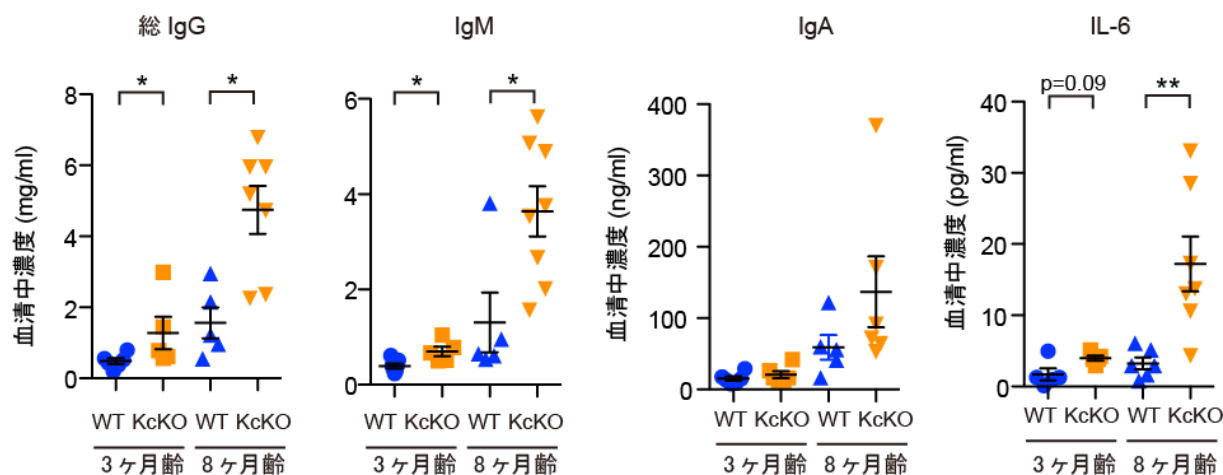 総 IgG
*
*
血清中濃度 (mg/ml)
8
6
4
2
0
WT KcKO WT KcKO
3 ヶ月齢 8 ヶ月齢
IgM
*
*
6
4
2
0
WT KcKO WT KcKO
3 ヶ月齢 8 ヶ月齢
IgA
血清中濃度 (ng/ml)
400
300
200
100
0
WT KcKO WT KcKO
3 ヶ月齢 8 ヶ月齢
IL-6
p=0.09
**
血清中濃度 (pg/ml)
40
30
20
10
0
WT KcKO WT KcKO
3 ヶ月齢 8 ヶ月齢